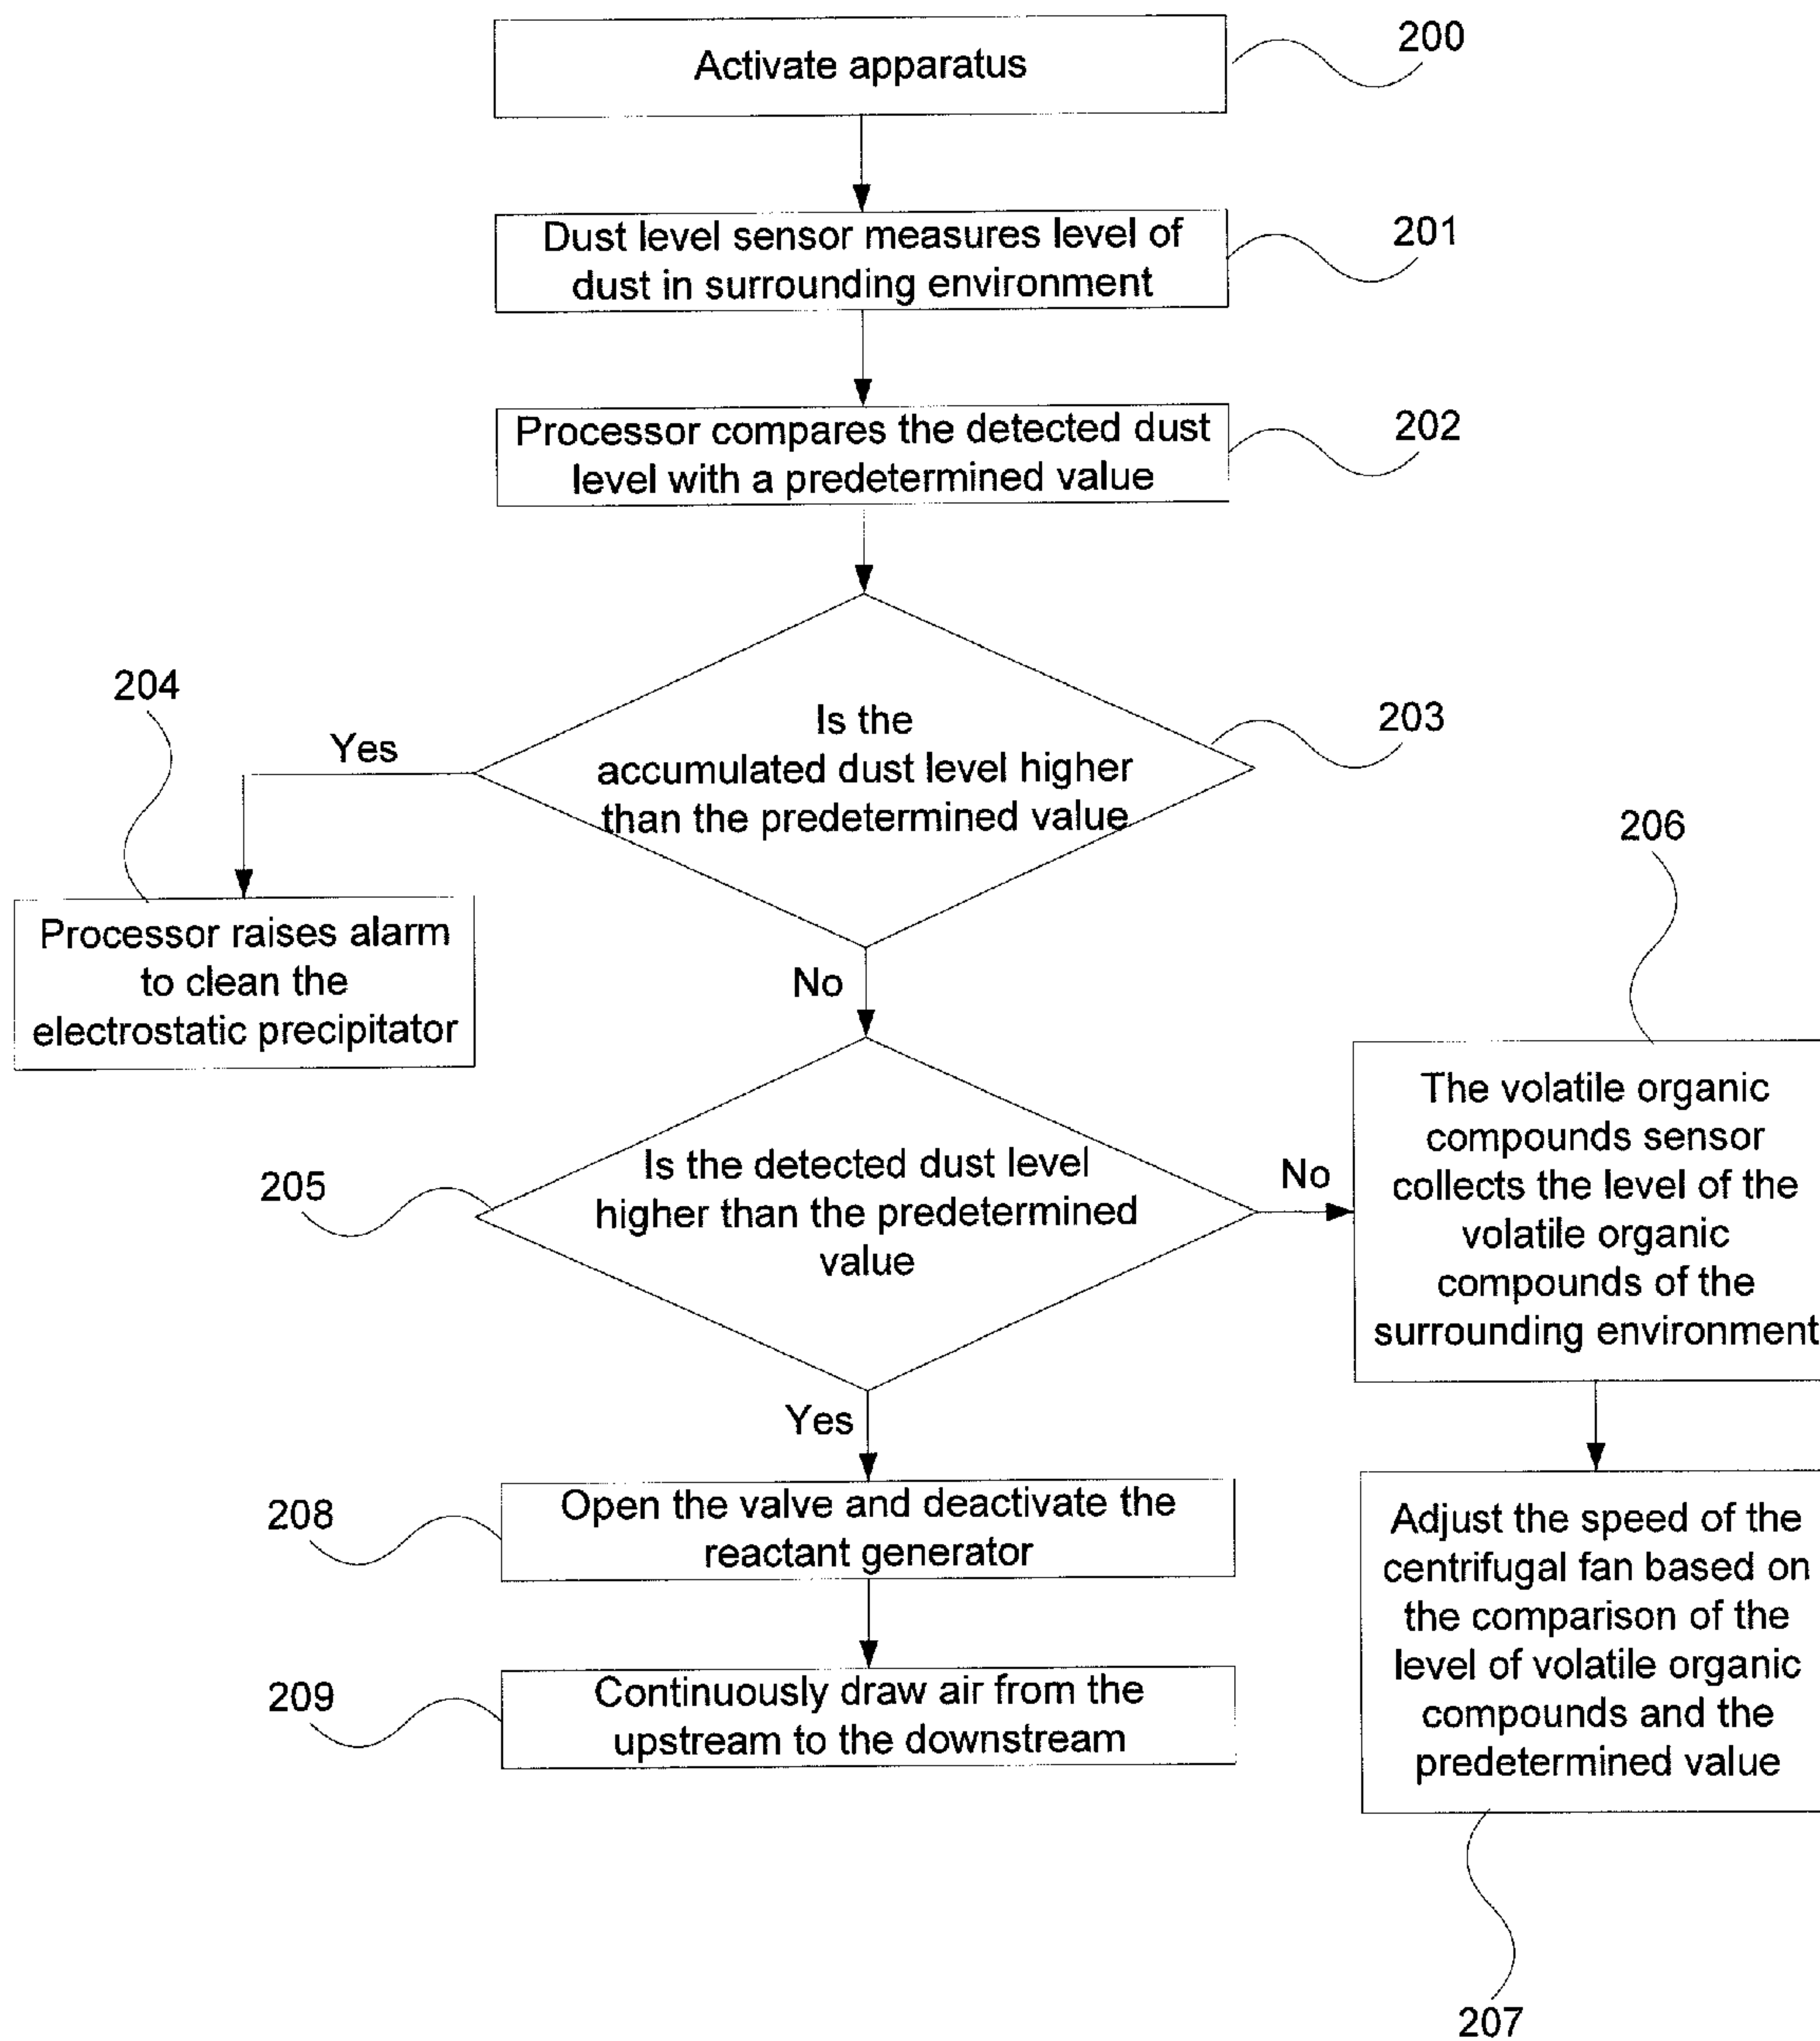 Activate apparatus
200
Dust level sensor measures level of
dust in surrounding environment
201
Processor compares the detected dust
level with a predetermined value
202
Is the
accumulated dust level higher
than the predetermined value
203
Yes
204
Processor raises alarm
to clean the
electrostatic precipitator
No
205
Is the detected dust level
higher than the predetermined
value
No
206
The volatile organic
compounds sensor
collects the level of the
volatile organic
compounds of the
surrounding environment
Yes
208
Open the valve and deactivate the
reactant generator
209
Continuously draw air from the
upstream to the downstream
Adjust the speed of the
centrifugal fan based on
the comparison of the
level of volatile organic
compounds and the
predetermined value
207